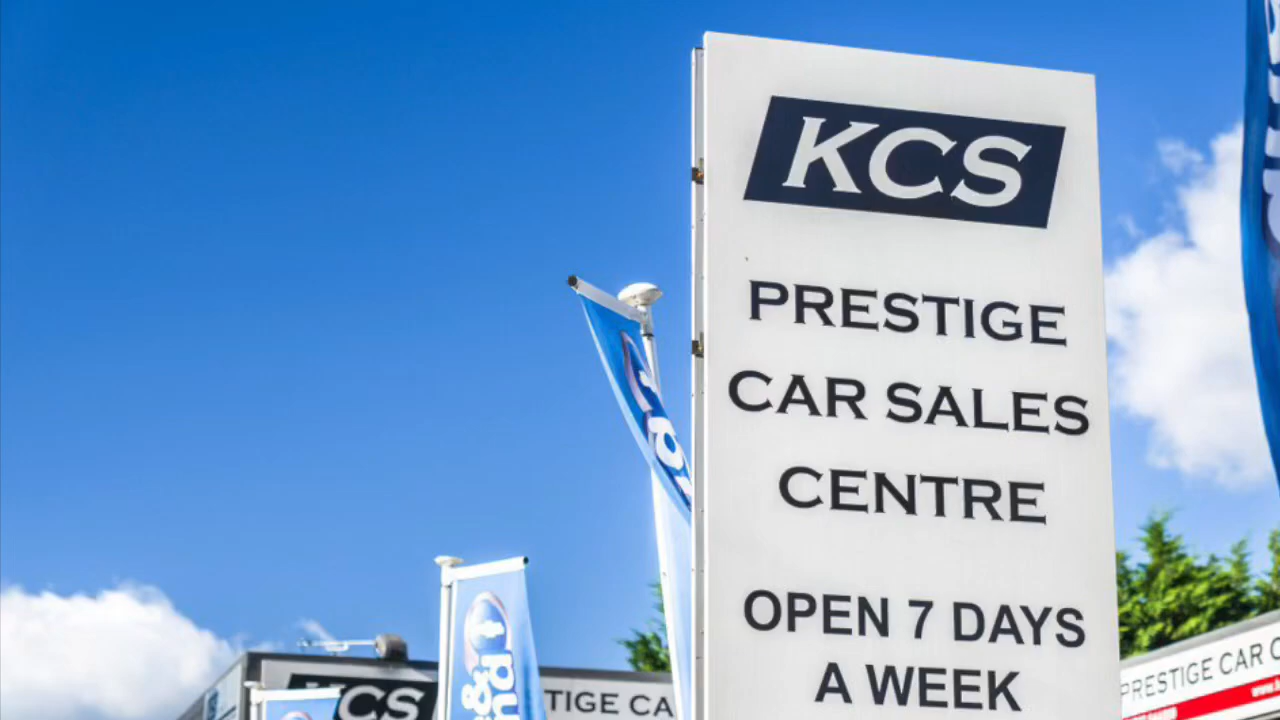 KCS
PRESTIGE
CAR SALES
CENTRE
OPEN 7 DAYS
A WEEK
KCS
TIGE CA
PRESTIGE CAR C